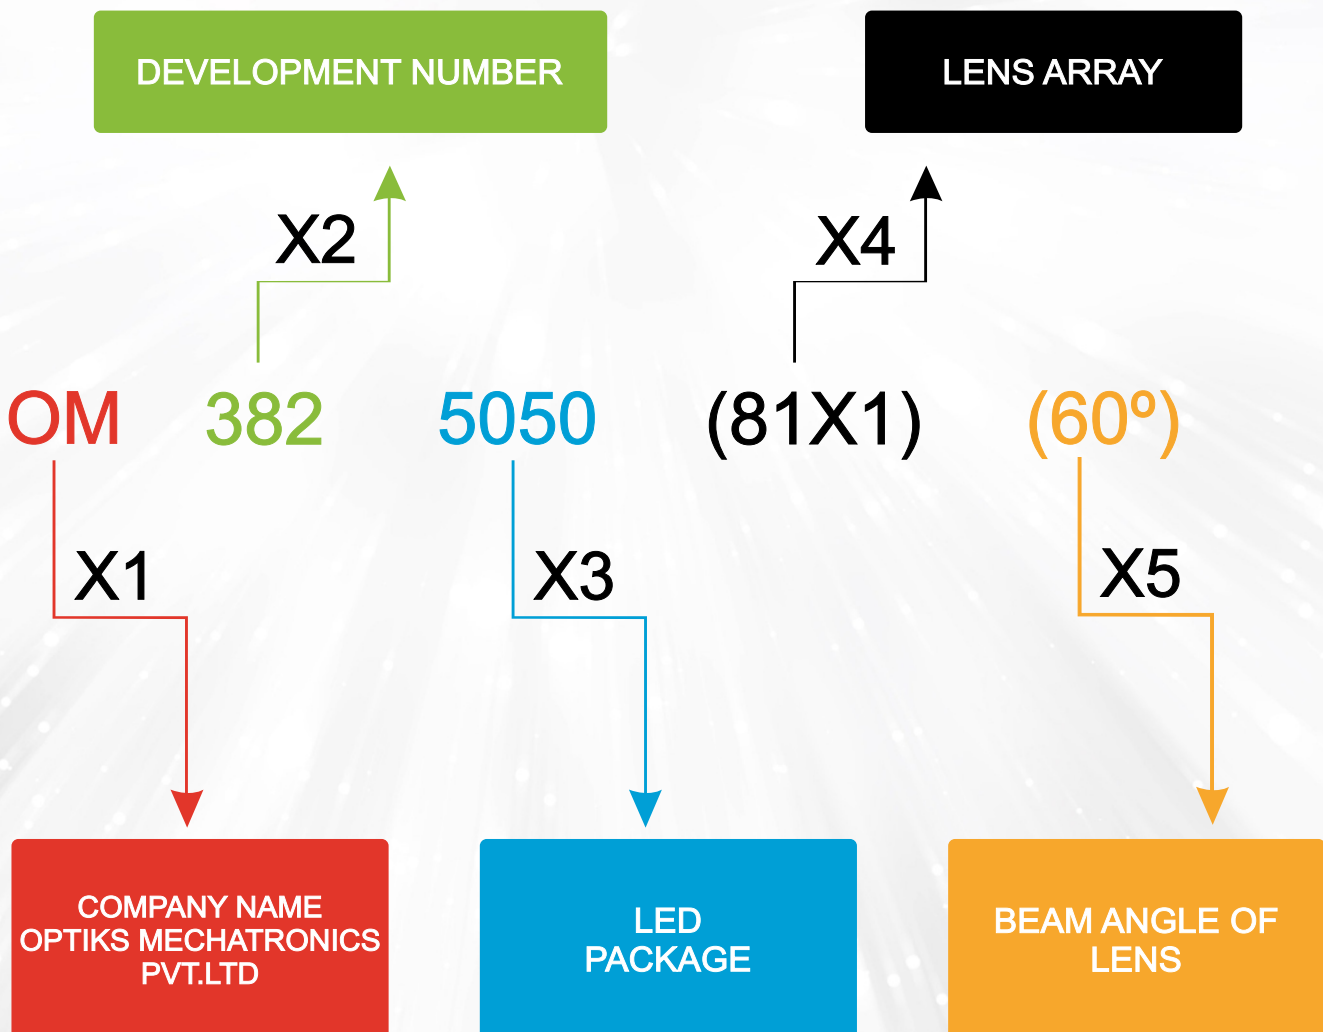 DEVELOPMENT NUMBER
LENS ARRAY
X2
X4
OM 382 5050 (81X1) (60º)
X1
X3
X5
COMPANY NAME
OPTIKS MECHATRONICS
PVT.LTD
LED
PACKAGE
BEAM ANGLE OF
LENS